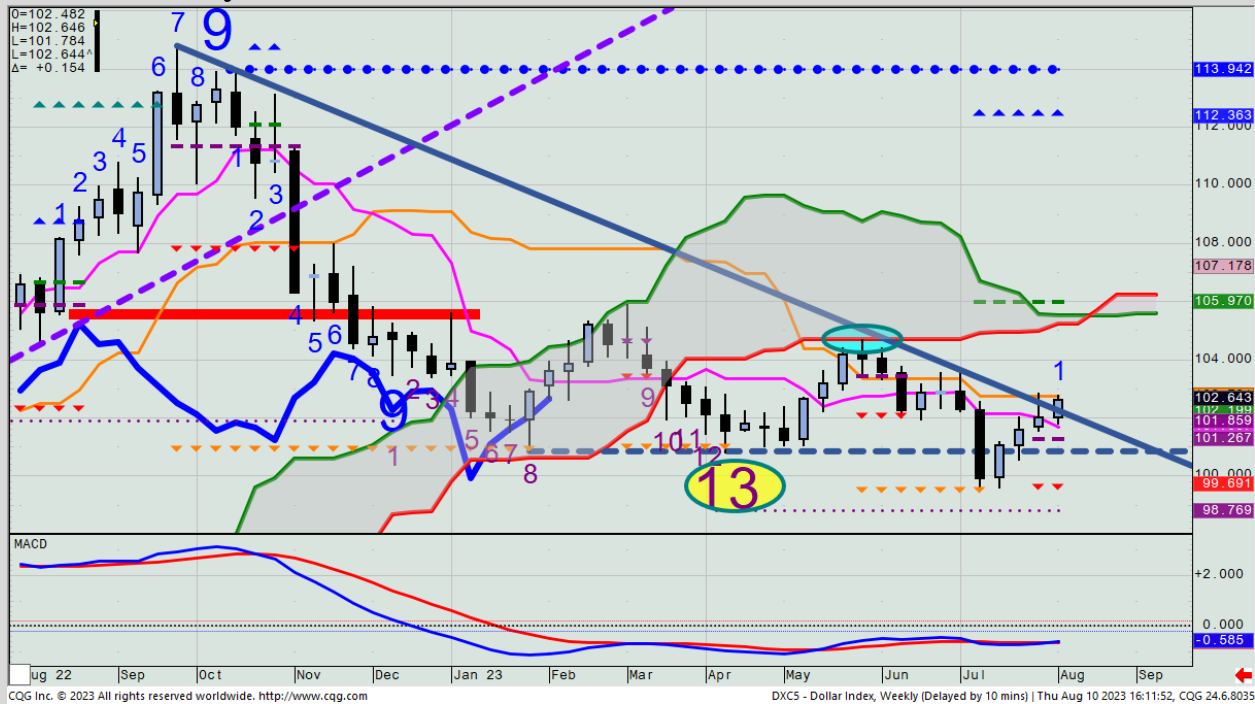 O=102.482
H=102.646
L=101.784
L=102.644^
Δ= +0.154
7
9
6
8
4
3
5
2
1
1
3
2
4
6
5
7
8
9
2
3
4
1
5
6
7
8
9
10
11
12
13
1
113.942
112.363
112.000
110.000
108.000
107.178
105.970
104.000
102.643
102.199
101.859
101.267
100.000
99.691
98.769
MACD
+2.000
0.000
-0.585
ug 22
Sep
Oct
Nov
Dec
Jan 23
Feb
Mar
Apr
May
Jun
Jul
Aug
Sep
CQG Inc. © 2023 All rights reserved worldwide. http://www.cqg.com
DXC5 - Dollar Index, Weekly (Delayed by 10 mins) | Thu Aug 10 2023 16:11:52, CQG 24.6.8035